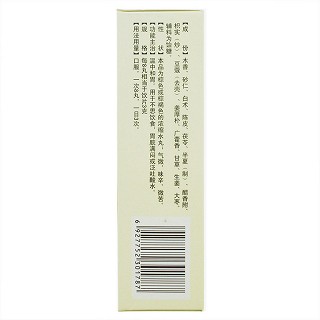 【成    份】木香、砂仁、白术、陈皮、茯苓、半夏（制）、醋香附、
枳实（炒）、豆蔻（去壳）、姜厚朴、广藿香、甘草、生姜、大枣。
辅料为
【性    状】本品为棕色或棕褐色的浓缩水丸，气微，味辛、微苦。
【功能主治】温中和胃。用于不思饮食，胃脘满闷或泛吐酸水。
【规    格】每8丸相当于饮片3克
【用法用量】口服，一次8丸，一日3次。
6927752301787